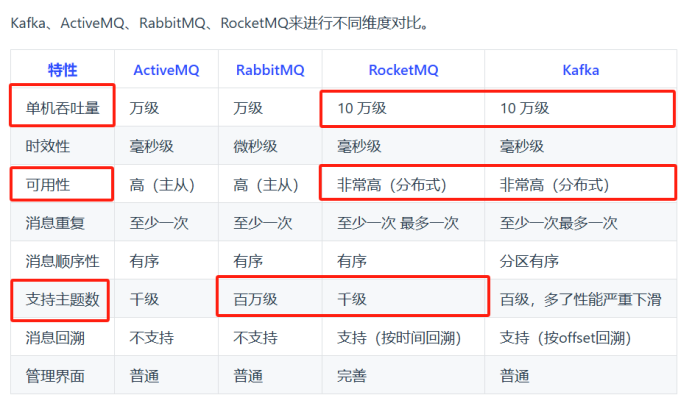 Kafka、ActiveMQ、RabbitMQ、RocketMQ来进行不同维度对比。
特性 ActiveMQ RabbitMQ RocketMQ Kafka
单机吞吐量 万级 万级 10 万级 10 万级
时效性 毫秒级 微秒级 毫秒级 毫秒级
可用性 高（主从） 高（主从） 非常高（分布式） 非常高（分布式）
消息重复 至少一次 至少一次 至少一次 最多一次 至少一次最多一次
消息顺序性 有序 有序 有序 分区有序
支持主题数 千级 百万级 千级 百级，多了性能严重下滑
消息回溯 不支持 不支持 支持（按时间回溯） 支持（按offset回溯）
管理界面 普通 普通 完善 普通